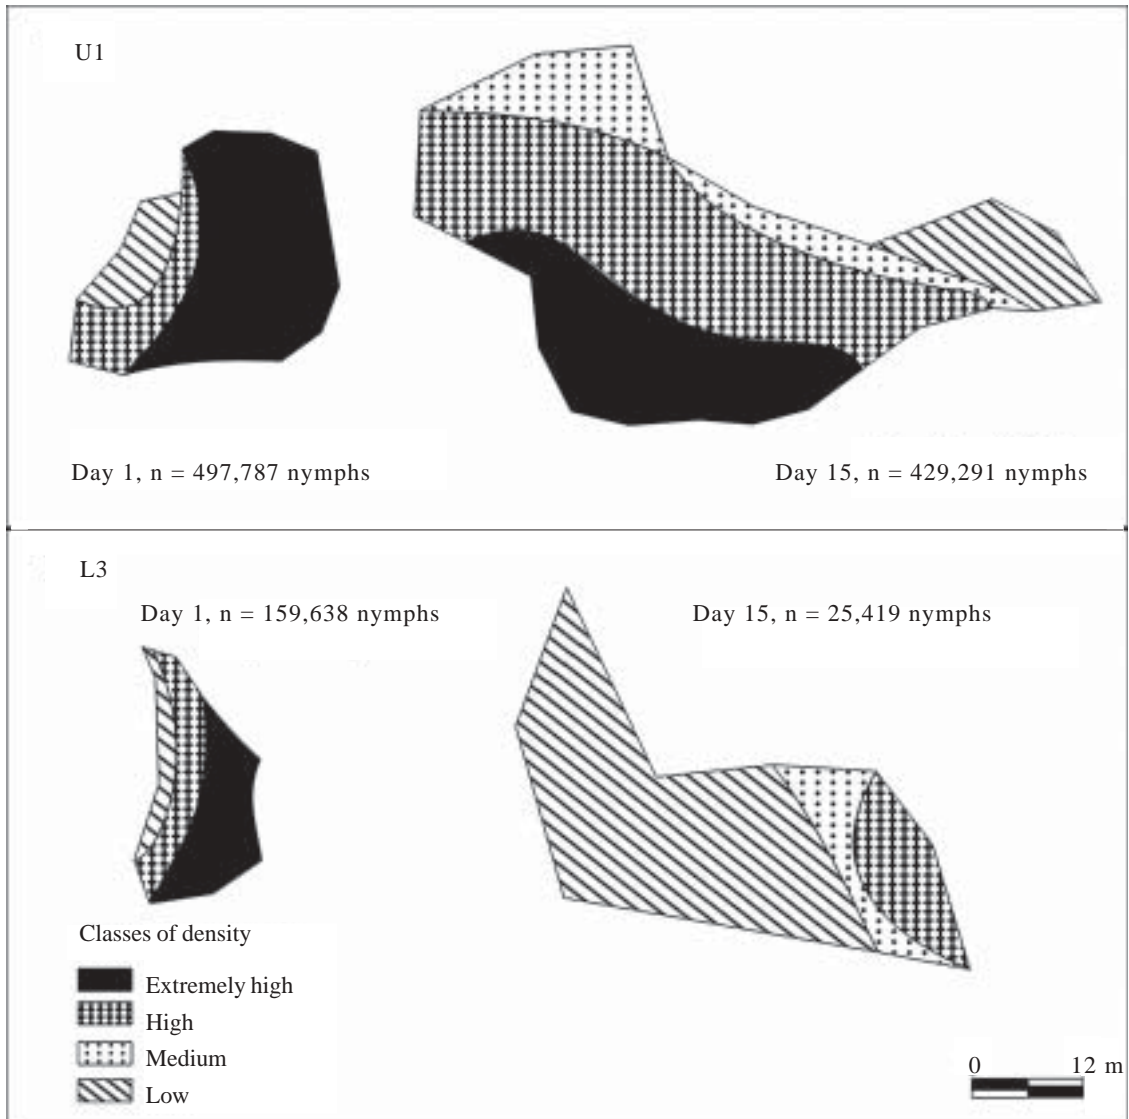 U1
Day 1, n = 497,787 nymphs
Day 15, n = 429,291 nymphs
L3
Day 1, n = 159,638 nymphs
Day 15, n = 25,419 nymphs
Classes of density
Extremely high
High
Medium
Low
0 12 m